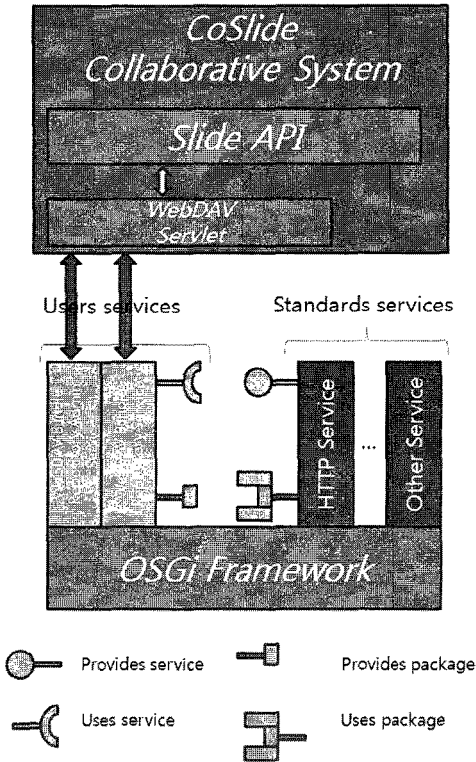 CoSlide
Collaborative System
Slide API
WebDAV
Servlet
Users services
Standards services
HTTP Service
...
Other Service
OSGi Framework
Provides service
Provides package
Uses service
Uses package